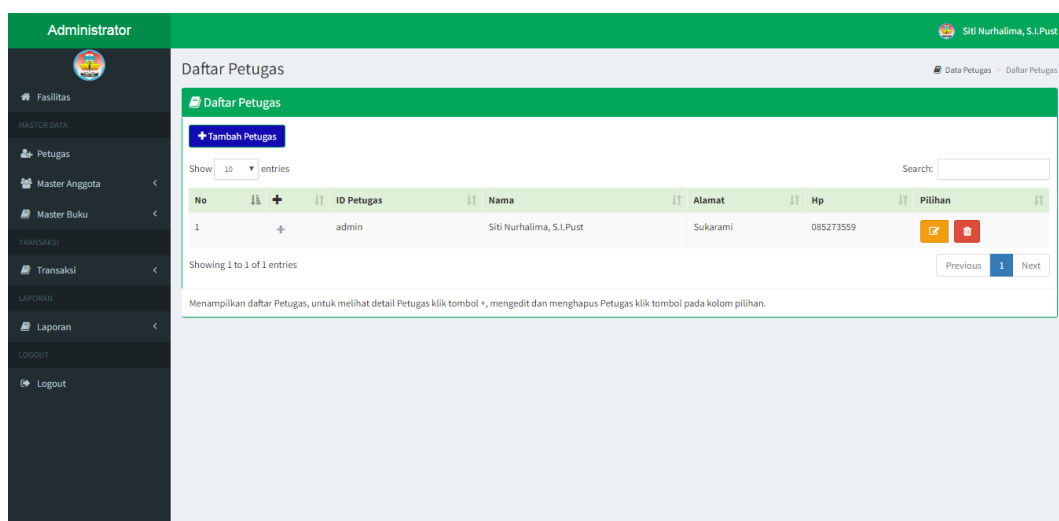 Administrator
Siti Nurhalima, S.I.Pust
Daftar Petugas
Data Petugas > Daftar Petugas
Fasilitas
MASTER DATA
Petugas
Master Anggota
Master Buku
TRANSAKSI
Transaksi
LAPORAN
Laporan
LOGOUT
Logout
Daftar Petugas
+ Tambah Petugas
Show 10 entries
Search:
No + ID Petugas Nama Alamat Hp Pilihan
1 + admin Siti Nurhalima, S.I.Pust Sukarami 085273559
Showing 1 to 1 of 1 entries
Previous 1 Next
Menampilkan daftar Petugas, untuk melihat detail Petugas klik tombol +, mengedit dan menghapus Petugas klik tombol pada kolom pilihan.